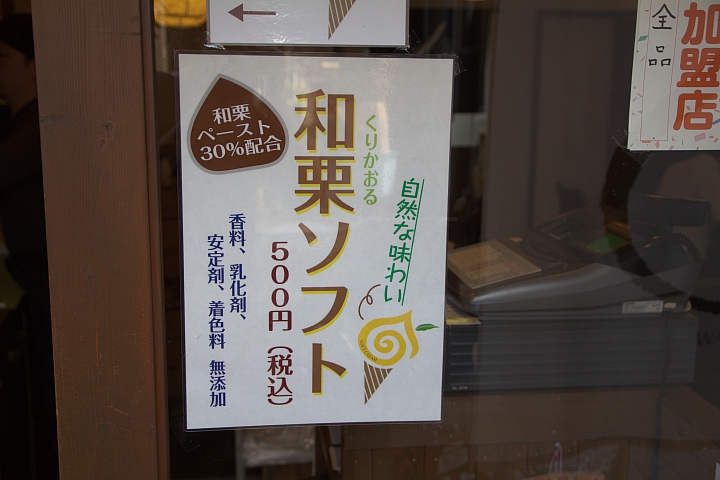 和栗
ペースト
30%配合
くりかおる
和栗ソフト
自然な味わい
500円（税込）
香料、乳化剤、
安定剤、着色料 無添加
加盟店
全品